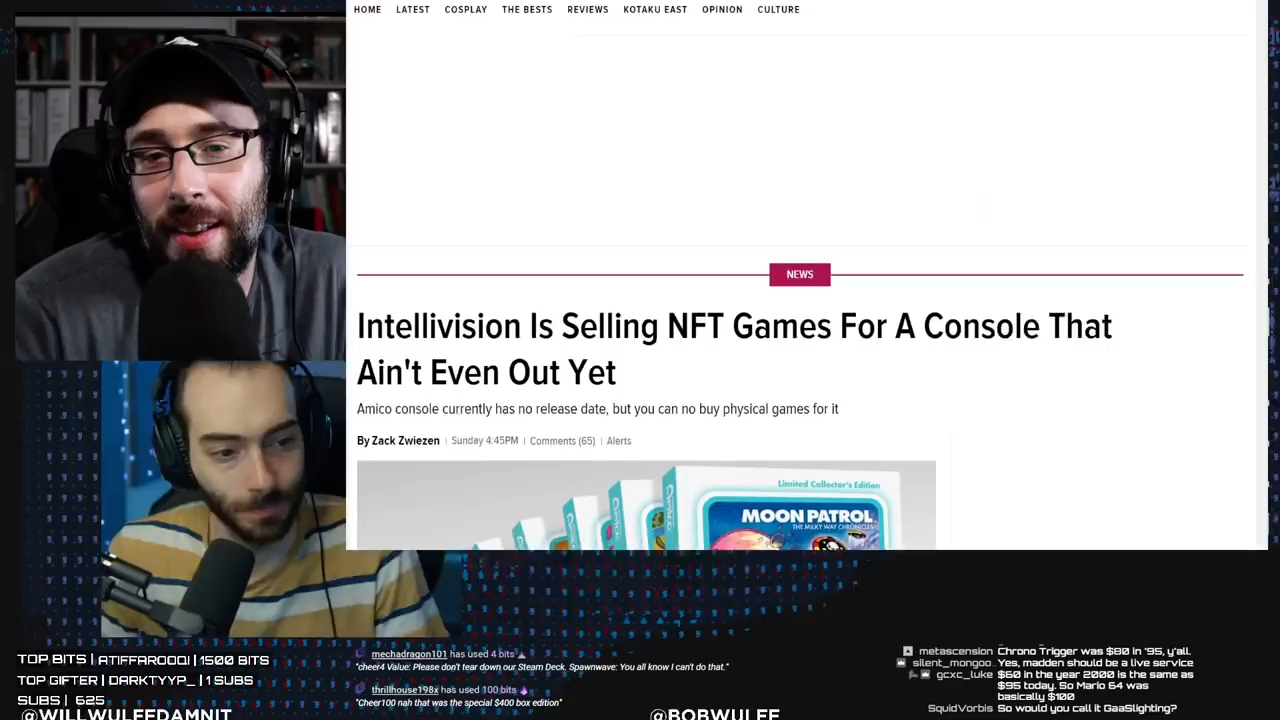 HOME LATEST COSPLAY THE BESTS REVIEWS KOTAKU EAST OPINION CULTURE
NEWS
Intellivision Is Selling NFT Games For A Console That
Ain't Even Out Yet
Amico console currently has no release date, but you can no buy physical games for it
By Zack Zwiezen Sunday 4:45PM Comments (65) Alerts
Limited Collector's Edition
MOON PATROL
THE MILKY WAY CHRONICLES
TOP BITS | ATIFFAROOQI | 1500 BITS
TOP GIFTER | DARKTYYP_ | 1 SUBS
SUBS | 625
@WILLWULFFDAMNIT
mechadragon101 has used 4 bits
"cheer4 Value: Please don't tear down our Steam Deck. Spawnwave: You all know I can't do that."
thrillhouse198x has used 100 bits
"Cheer100 nah that was the special $400 box edition"
@BOBWULFF
metascension Chrono Trigger was $80 in '95, y'all.
silent_mongoo Yes, madden should be a live service
gcxc_luke $60 in the year 2000 is the same as
$95 today. So Mario 64 was
basically $100
SquidVorbis So would you call it GaaSlighting?